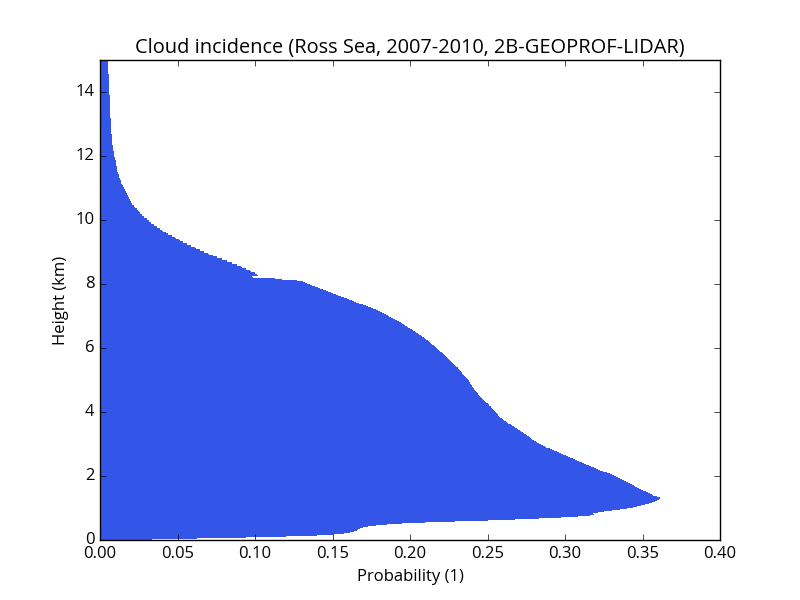 Cloud incidence (Ross Sea, 2007-2010, 2B-GEOPROF-LIDAR)
14
12
10
8
6
4
2
0
Height (km)
0.00 0.05 0.10 0.15 0.20 0.25 0.30 0.35 0.40
Probability (1)